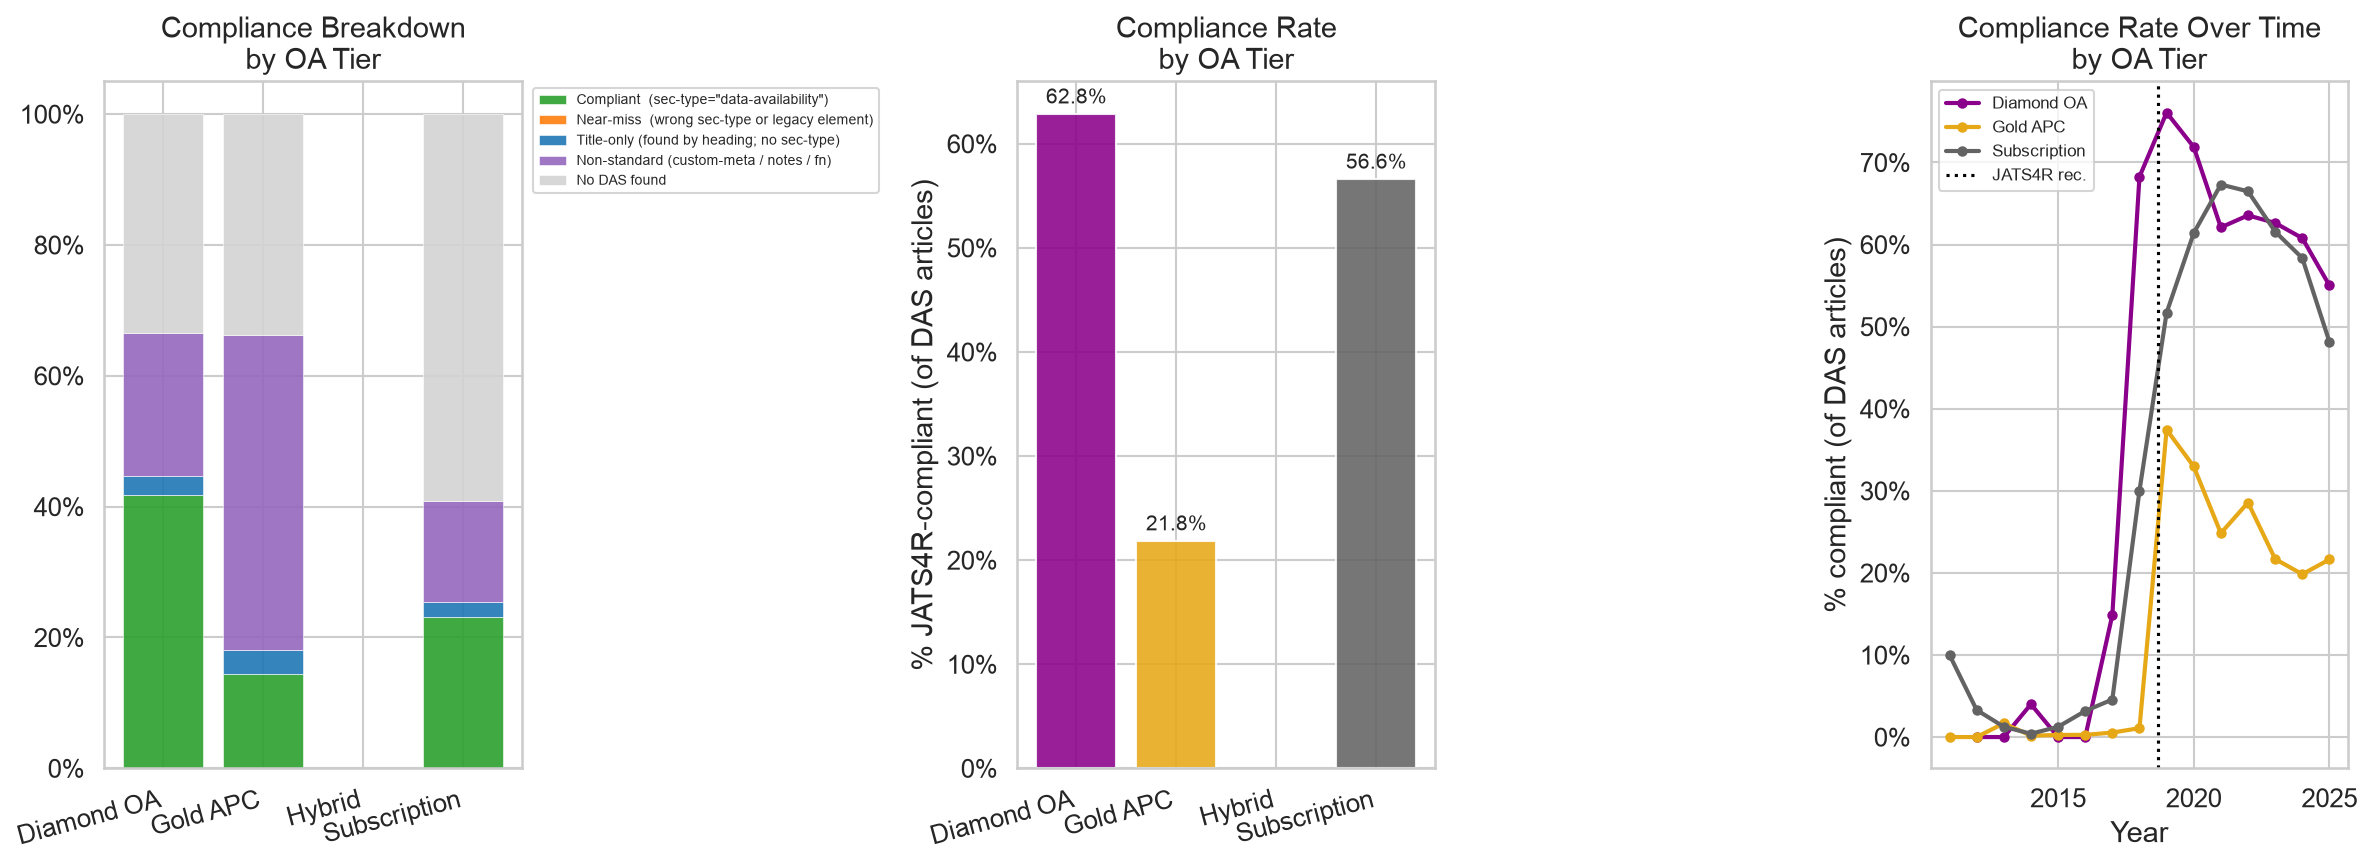 Compliance Breakdown
by OA Tier
100%
80%
60%
40%
20%
0%
Diamond OA
Gold APC
Hybrid
Subscription
Compliant (sec-type="data-availability")
Near-miss (wrong sec-type or legacy element)
Title-only (found by heading; no sec-type)
Non-standard (custom-meta / notes / fn)
No DAS found
Compliance Rate
by OA Tier
% JATS4R-compliant (of DAS articles)
60%
50%
40%
30%
20%
10%
0%
62.8%
21.8%
56.6%
Diamond OA
Gold APC
Hybrid
Subscription
Compliance Rate Over Time
by OA Tier
% compliant (of DAS articles)
70%
60%
50%
40%
30%
20%
10%
0%
Diamond OA
Gold APC
Subscription
JATS4R rec.
2015
2020
2025
Year